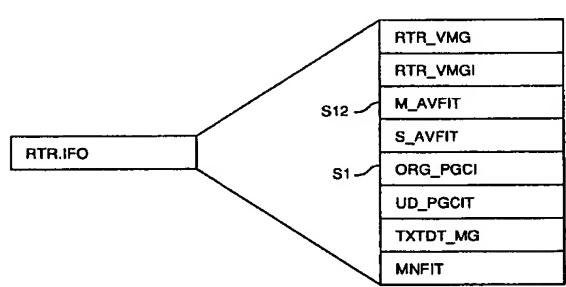 RTR.IFO
RTR_VMG
RTR_VMGI
S12
M_AVFIT
S_AVFIT
S1
ORG_PGCI
UD_PGCIT
TXTDT_MG
MNFIT